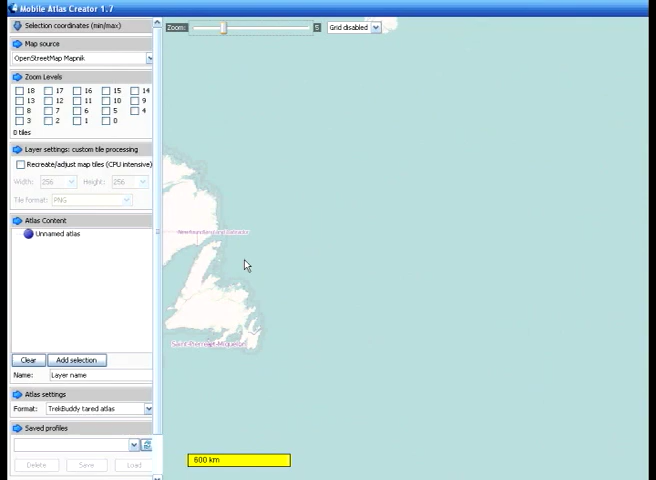 Mobile Atlas Creator 1.7
Selection coordinates (min/max)
Map source
OpenStreetMap Mapnik
Zoom Levels
18 17 16 15 14
13 12 11 10 9
8 7 6 5 4
3 2 1 0
0 tiles
Layer settings: custom tile processing
Recreate/adjust map tiles (CPU intensive)
Width: 256 Height: 256
Tile format: PNG
Atlas Content
Unnamed atlas
Clear Add selection
Name: Layer name
Atlas settings
Format: TrekBuddy tared atlas
Saved profiles
Delete Save Load
Zoom: 5 Grid disabled
Newfoundland and Labrador
Saint-Pierre-et-Miquelon
600 km